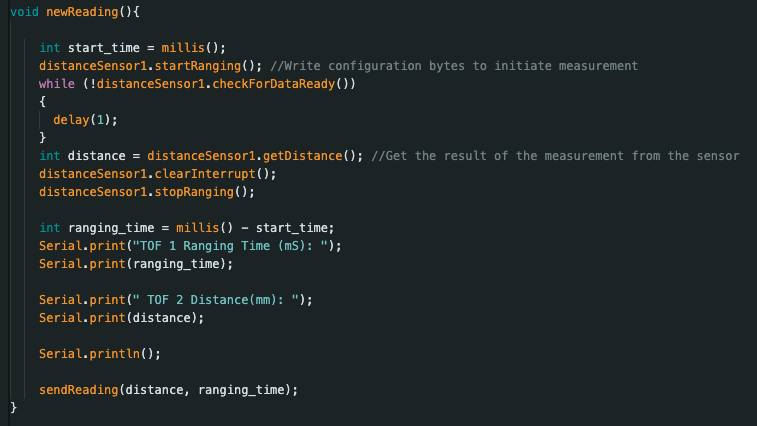 void newReading(){
int start_time = millis();
distanceSensor1.startRanging(); //Write configuration bytes to initiate measurement
while (!distanceSensor1.checkForDataReady())
{
delay(1);
}
int distance = distanceSensor1.getDistance(); //Get the result of the measurement from the sensor
distanceSensor1.clearInterrupt();
distanceSensor1.stopRanging();
int ranging_time = millis() - start_time;
Serial.print("TOF 1 Ranging Time (mS): ");
Serial.print(ranging_time);
Serial.print(" TOF 2 Distance(mm): ");
Serial.print(distance);
Serial.println();
sendReading(distance, ranging_time);
}